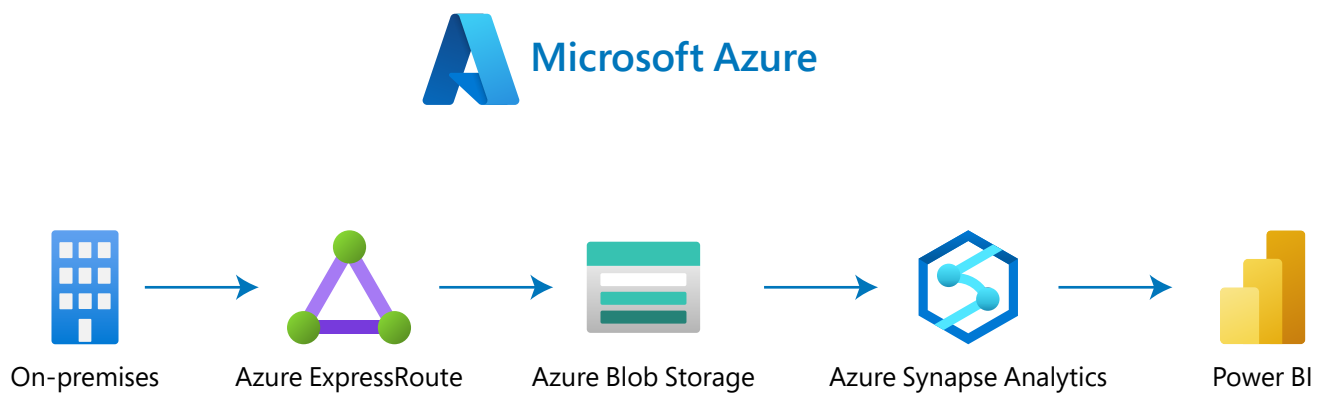 Microsoft Azure
On-premises
Azure ExpressRoute
Azure Blob Storage
Azure Synapse Analytics
Power BI